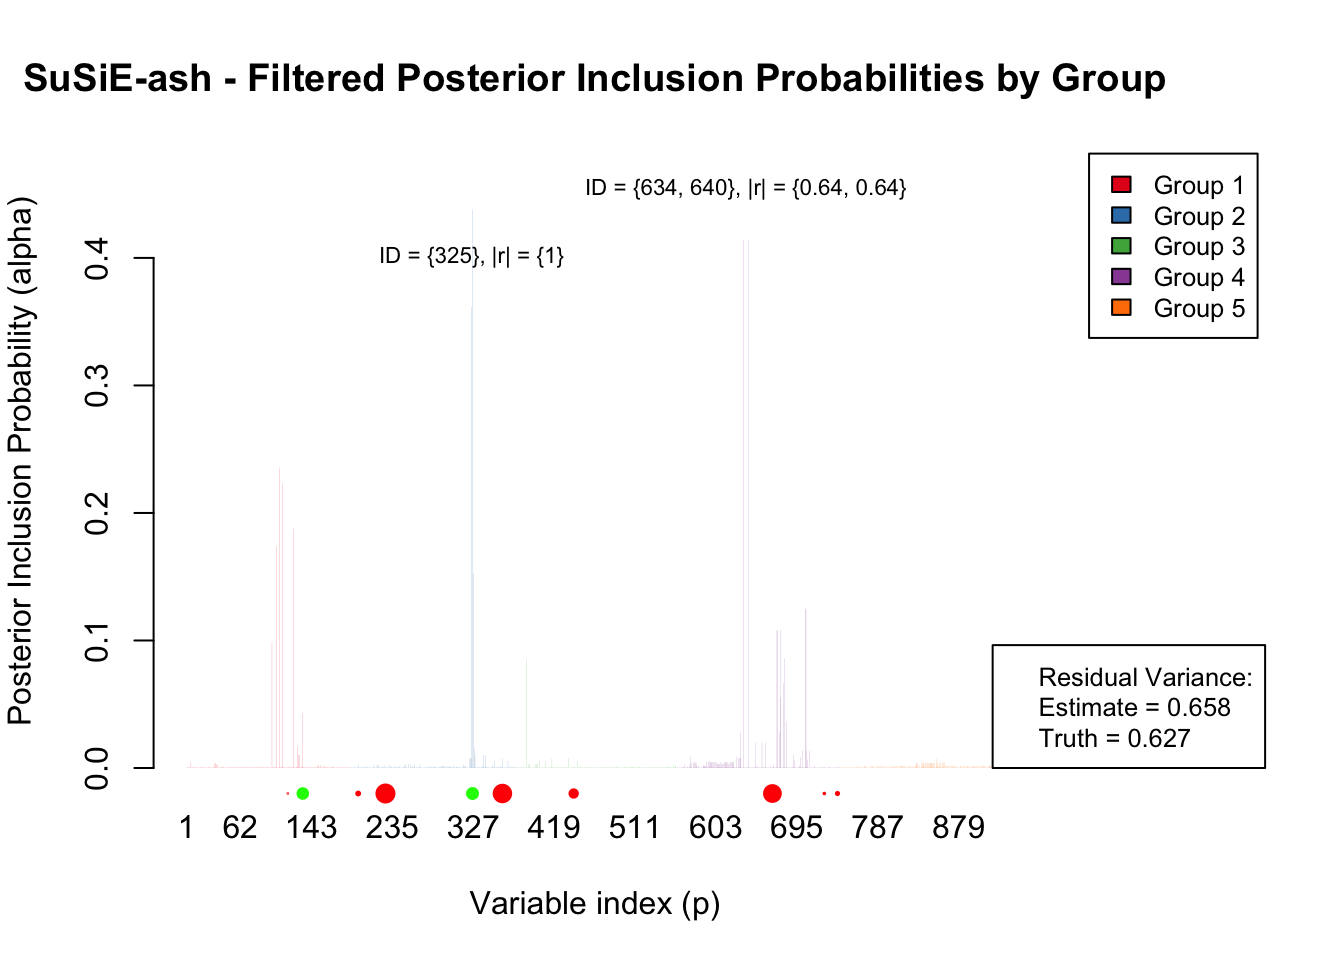 SuSiE-ash - Filtered Posterior Inclusion Probabilities by Group
ID = {634, 640}, |r| = {0.64, 0.64}
ID = {325}, |r| = {1}
Group 1
Group 2
Group 3
Group 4
Group 5
Posterior Inclusion Probability (alpha)
0.4
0.3
0.2
0.1
0.0
Residual Variance:
Estimate = 0.658
Truth = 0.627
1 62 143 235 327 419 511 603 695 787 879
Variable index (p)